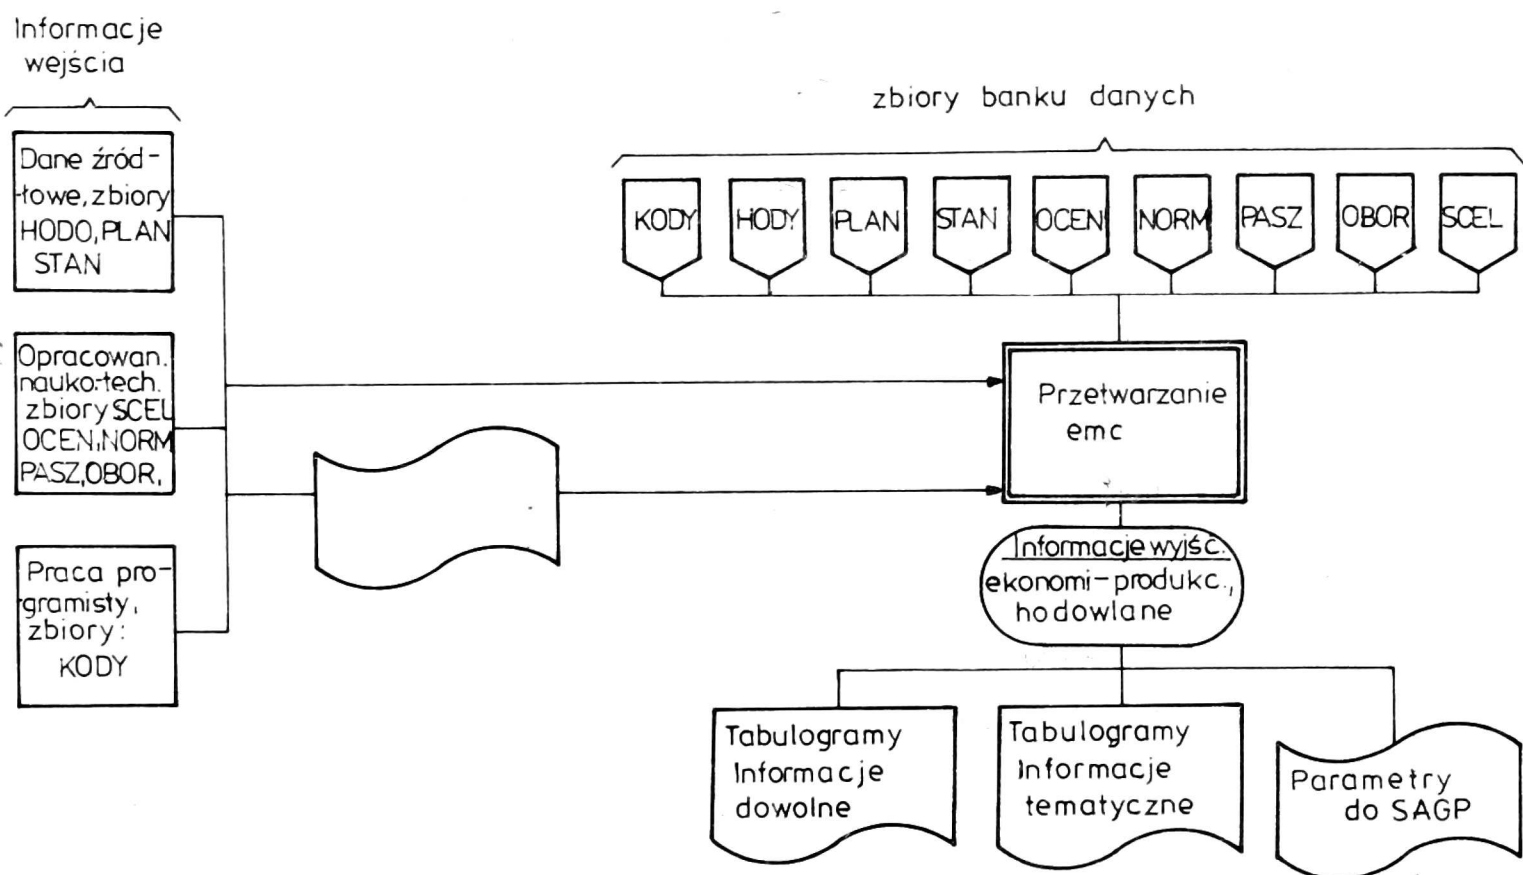 Informacje
wejścia
Dane źród-
łowe, zbiory
HODO, PLAN
STAN
Opracowan.
nauko-tech.
zbiory SCEL
OCEN, NORM
PASZ, OBOR,
Praca pro-
gramisty,
zbiory:
KODY
zbiory banku danych
KODY HODY PLAN STAN OCEN NORM PASZ OBOR SCEL
Przetwarzanie
emc
Informacje wyjśc.
ekonomi-produkc.,
hodowlane
Tabulogramy
Informacje
dowolne
Tabulogramy
Informacje
tematyczne
Parametry
do SAGP